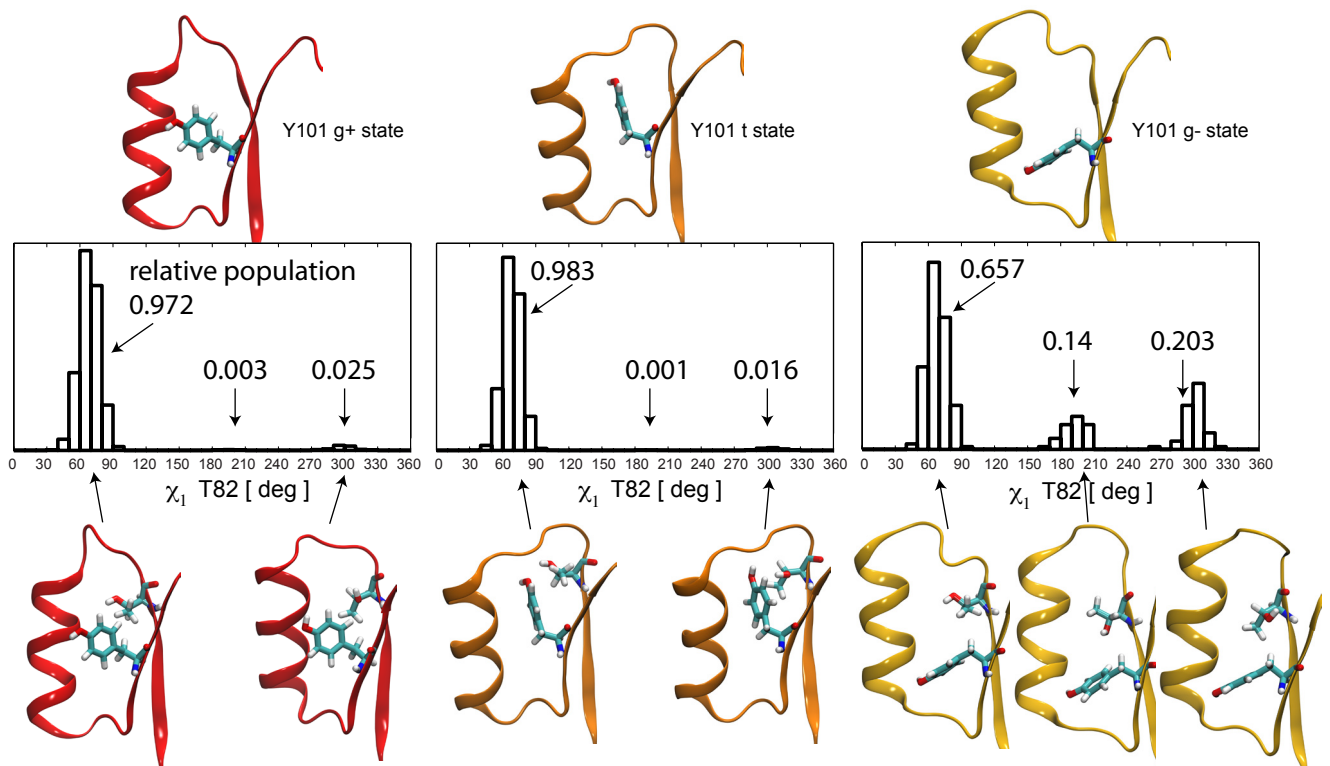 Y101 g+ state
Y101 t state
Y101 g- state
relative population
0.972
0.003
0.025
0 30 60 90 120 150 180 210 240 270 300 330 360
χ1 T82 [ deg ]
0.983
0.001
0.016
0 30 60 90 120 150 180 210 240 270 300 330 360
χ1 T82 [ deg ]
0.657
0.14
0.203
0 30 60 90 120 150 180 210 240 270 300 330 360
χ1 T82 [ deg ]